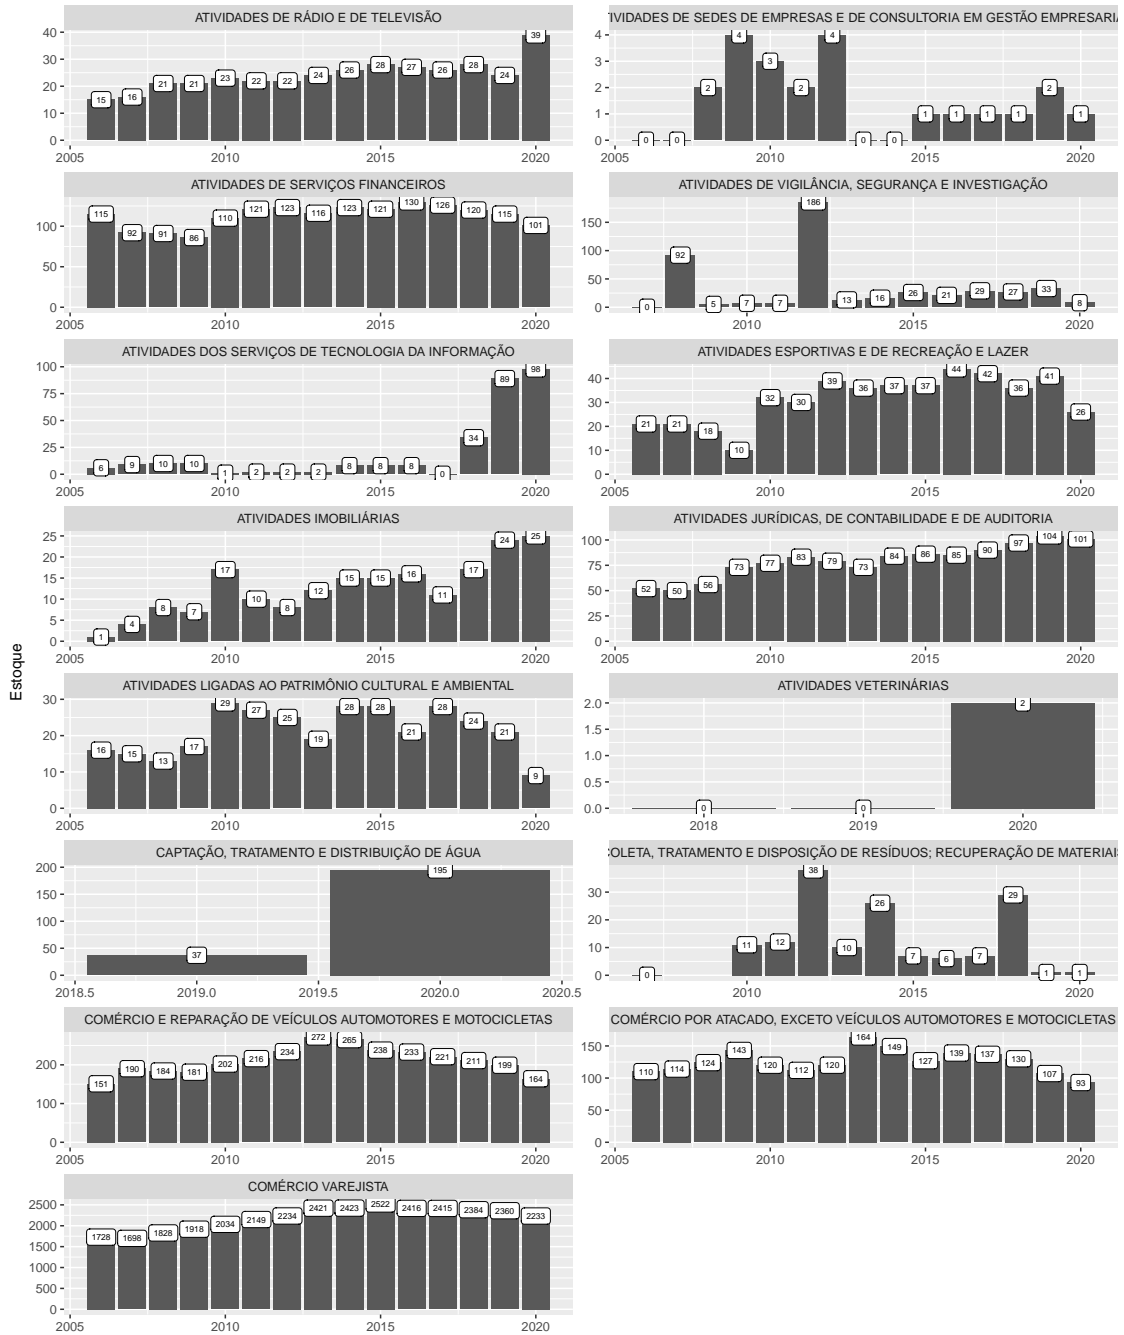 ATIVIDADES DE RÁDIO E DE TELEVISÃO
40
30
20
10
0
15 16 21 21 23 22 22 24 26 28 27 26 28 24 39
2005 2010 2015 2020
IVIDADES DE SEDES DE EMPRESAS E DE CONSULTORIA EM GESTÃO EMPRESARIA
4
3
2
1
0
0 0 2 4 3 2 4 0 0 1 1 1 1 2 1
2005 2010 2015 2020
ATIVIDADES DE SERVIÇOS FINANCEIROS
100
50
0
115 92 91 86 110 121 123 116 123 121 130 126 120 115 101
2005 2010 2015 2020
ATIVIDADES DE VIGILÂNCIA, SEGURANÇA E INVESTIGAÇÃO
150
100
50
0
0 92 5 7 7 186 13 16 26 21 29 27 33 8
2010 2015 2020
ATIVIDADES DOS SERVIÇOS DE TECNOLOGIA DA INFORMAÇÃO
100
75
50
25
0
6 9 10 10 1 2 2 2 8 8 8 0 34 89 98
2005 2010 2015 2020
ATIVIDADES ESPORTIVAS E DE RECREAÇÃO E LAZER
40
30
20
10
0
21 21 18 10 32 30 39 36 37 37 44 42 36 41 26
2005 2010 2015 2020
ATIVIDADES IMOBILIÁRIAS
25
20
15
10
5
0
1 4 8 7 17 10 8 12 15 15 16 11 17 24 25
2005 2010 2015 2020
ATIVIDADES JURÍDICAS, DE CONTABILIDADE E DE AUDITORIA
100
75
50
25
0
52 50 56 73 77 83 79 73 84 86 85 90 97 104 101
2005 2010 2015 2020
Estoque
ATIVIDADES LIGADAS AO PATRIMÔNIO CULTURAL E AMBIENTAL
30
20
10
0
16 15 13 17 29 27 25 19 28 28 21 28 24 21 9
2005 2010 2015 2020
ATIVIDADES VETERINÁRIAS
2.0
1.5
1.0
0.5
0.0
0 0 2
2018 2019 2020
CAPTAÇÃO, TRATAMENTO E DISTRIBUIÇÃO DE ÁGUA
200
150
100
50
0
37 195
2018.5 2019.0 2019.5 2020.0 2020.5
OLETA, TRATAMENTO E DISPOSIÇÃO DE RESÍDUOS; RECUPERAÇÃO DE MATERIAIS
30
20
10
0
0 11 12 38 10 26 7 6 7 29 1 1
2010 2015 2020
COMÉRCIO E REPARAÇÃO DE VEÍCULOS AUTOMOTORES E MOTOCICLETAS
200
100
0
151 190 184 181 202 216 234 272 265 238 233 221 211 199 164
2005 2010 2015 2020
COMÉRCIO POR ATACADO, EXCETO VEÍCULOS AUTOMOTORES E MOTOCICLETAS
150
100
50
0
110 114 124 143 120 112 120 164 149 127 139 137 130 107 93
2005 2010 2015 2020
COMÉRCIO VAREJISTA
2500
2000
1500
1000
500
0
1728 1698 1828 1918 2034 2149 2234 2421 2423 2522 2416 2415 2384 2360 2233
2005 2010 2015 2020